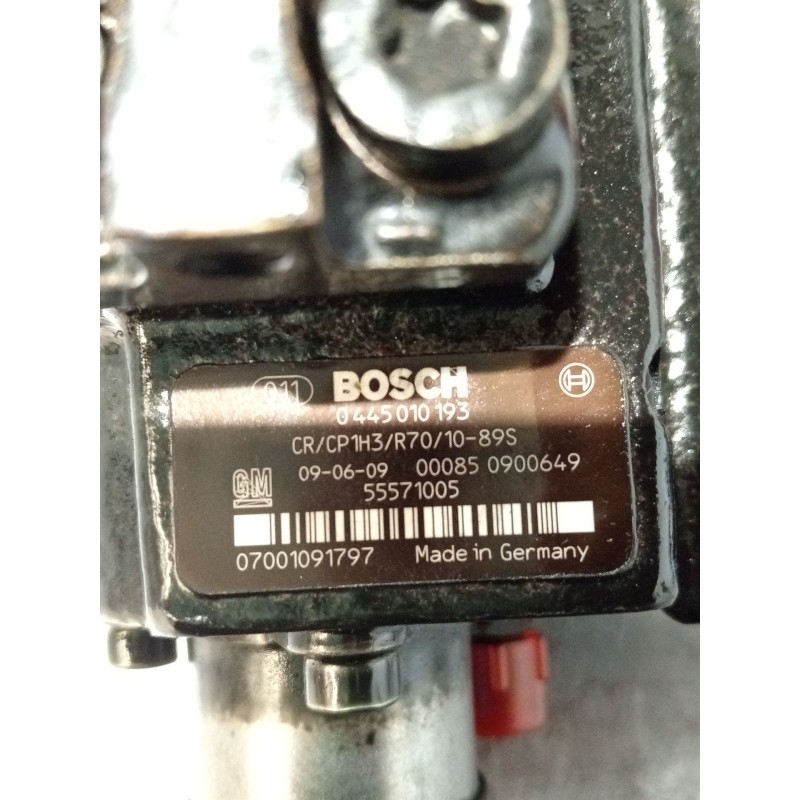 011 BOSCH
0 445 010 193
CR/CP1H3/R70/10-89S
GM 09-06-09 00085 0900649
55571005
07001091797 Made in Germany